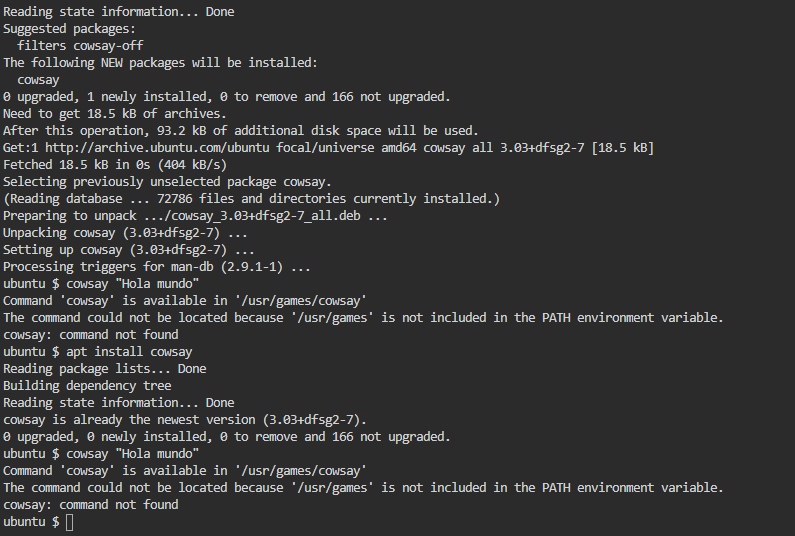 Reading state information... Done
Suggested packages:
  filters cowsay-off
The following NEW packages will be installed:
  cowsay
0 upgraded, 1 newly installed, 0 to remove and 166 not upgraded.
Need to get 18.5 kB of archives.
After this operation, 93.2 kB of additional disk space will be used.
Get:1 http://archive.ubuntu.com/ubuntu focal/universe amd64 cowsay all 3.03+dfsg2-7 [18.5 kB]
Fetched 18.5 kB in 0s (404 kB/s)
Selecting previously unselected package cowsay.
(Reading database ... 72786 files and directories currently installed.)
Preparing to unpack .../cowsay_3.03+dfsg2-7_all.deb ...
Unpacking cowsay (3.03+dfsg2-7) ...
Setting up cowsay (3.03+dfsg2-7) ...
Processing triggers for man-db (2.9.1-1) ...
ubuntu $ cowsay "Hola mundo"
Command 'cowsay' is available in '/usr/games/cowsay'
The command could not be located because '/usr/games' is not included in the PATH environment variable.
cowsay: command not found
ubuntu $ apt install cowsay
Reading package lists... Done
Building dependency tree
Reading state information... Done
cowsay is already the newest version (3.03+dfsg2-7).
0 upgraded, 0 newly installed, 0 to remove and 166 not upgraded.
ubuntu $ cowsay "Hola mundo"
Command 'cowsay' is available in '/usr/games/cowsay'
The command could not be located because '/usr/games' is not included in the PATH environment variable.
cowsay: command not found
ubuntu $